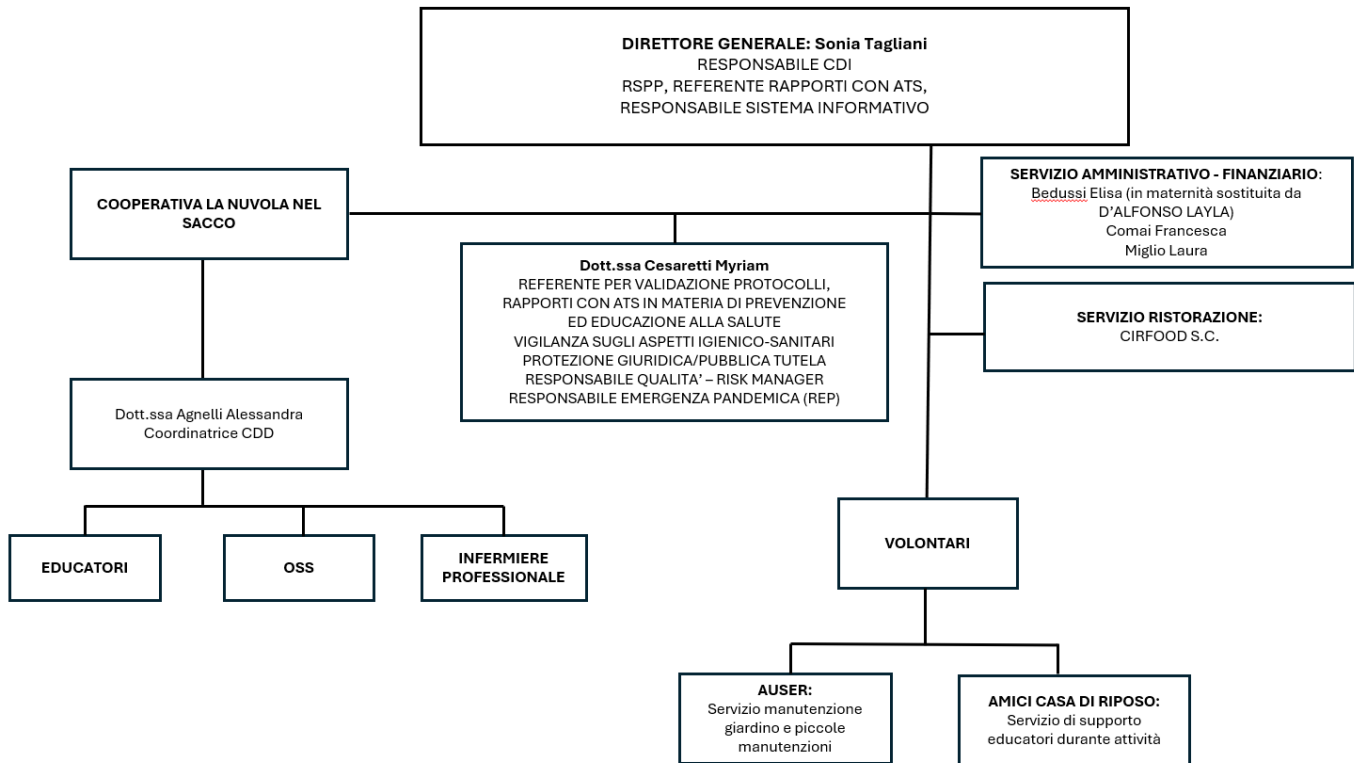 DIRETTORE GENERALE: Sonia Tagliani
RESPONSABILE CDI
RSPP, REFERENTE RAPPORTI CON ATS,
RESPONSABILE SISTEMA INFORMATIVO
COOPERATIVA LA NUVOLA NEL
SACCO
SERVIZIO AMMINISTRATIVO - FINANZIARIO:
Bedussi Elisa (in maternità sostituita da
D'ALFONSO LAYLA)
Comai Francesca
Miglio Laura
Dott.ssa Cesaretti Myriam
REFERENTE PER VALIDAZIONE PROTOCOLLI,
RAPPORTI CON ATS IN MATERIA DI PREVENZIONE
ED EDUCAZIONE ALLA SALUTE
VIGILANZA SUGLI ASPETTI IGIENICO-SANITARI
PROTEZIONE GIURIDICA/PUBBLICA TUTELA
RESPONSABILE QUALITA' – RISK MANAGER
RESPONSABILE EMERGENZA PANDEMICA (REP)
SERVIZIO RISTORAZIONE:
CIRFOOD S.C.
Dott.ssa Agnelli Alessandra
Coordinatrice CDD
EDUCATORI
OSS
INFERMIERE
PROFESSIONALE
VOLONTARI
AUSER:
Servizio manutenzione
giardino e piccole
manutenzioni
AMICI CASA DI RIPOSO:
Servizio di supporto
educatori durante attività